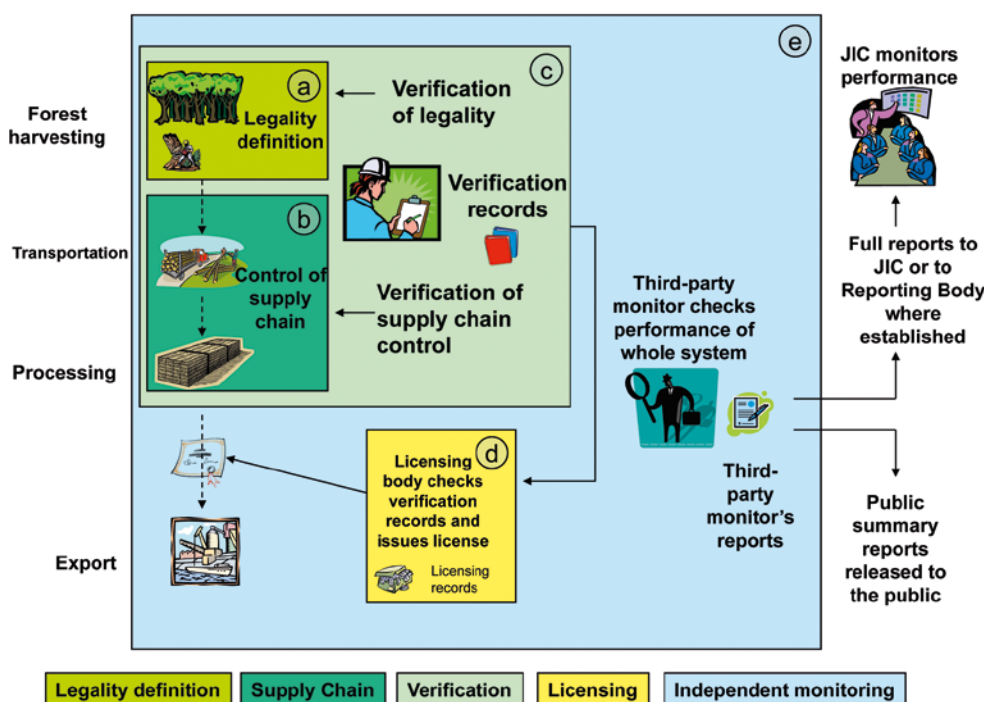 Forest
harvesting
Transportation
Processing
Export
a
Legality
definition
b
Control of
supply
chain
c
Verification
of legality
Verification
records
Verification of
supply chain
control
d
Licensing
body checks
verification
records and
issues license
Licensing
records
e
Third-party
monitor checks
performance of
whole system
Third-
party
monitor's
reports
JIC monitors
performance
Full reports to
JIC or to
Reporting Body
where
established
Public
summary
reports
released to
the public
Legality definition
Supply Chain
Verification
Licensing
Independent monitoring